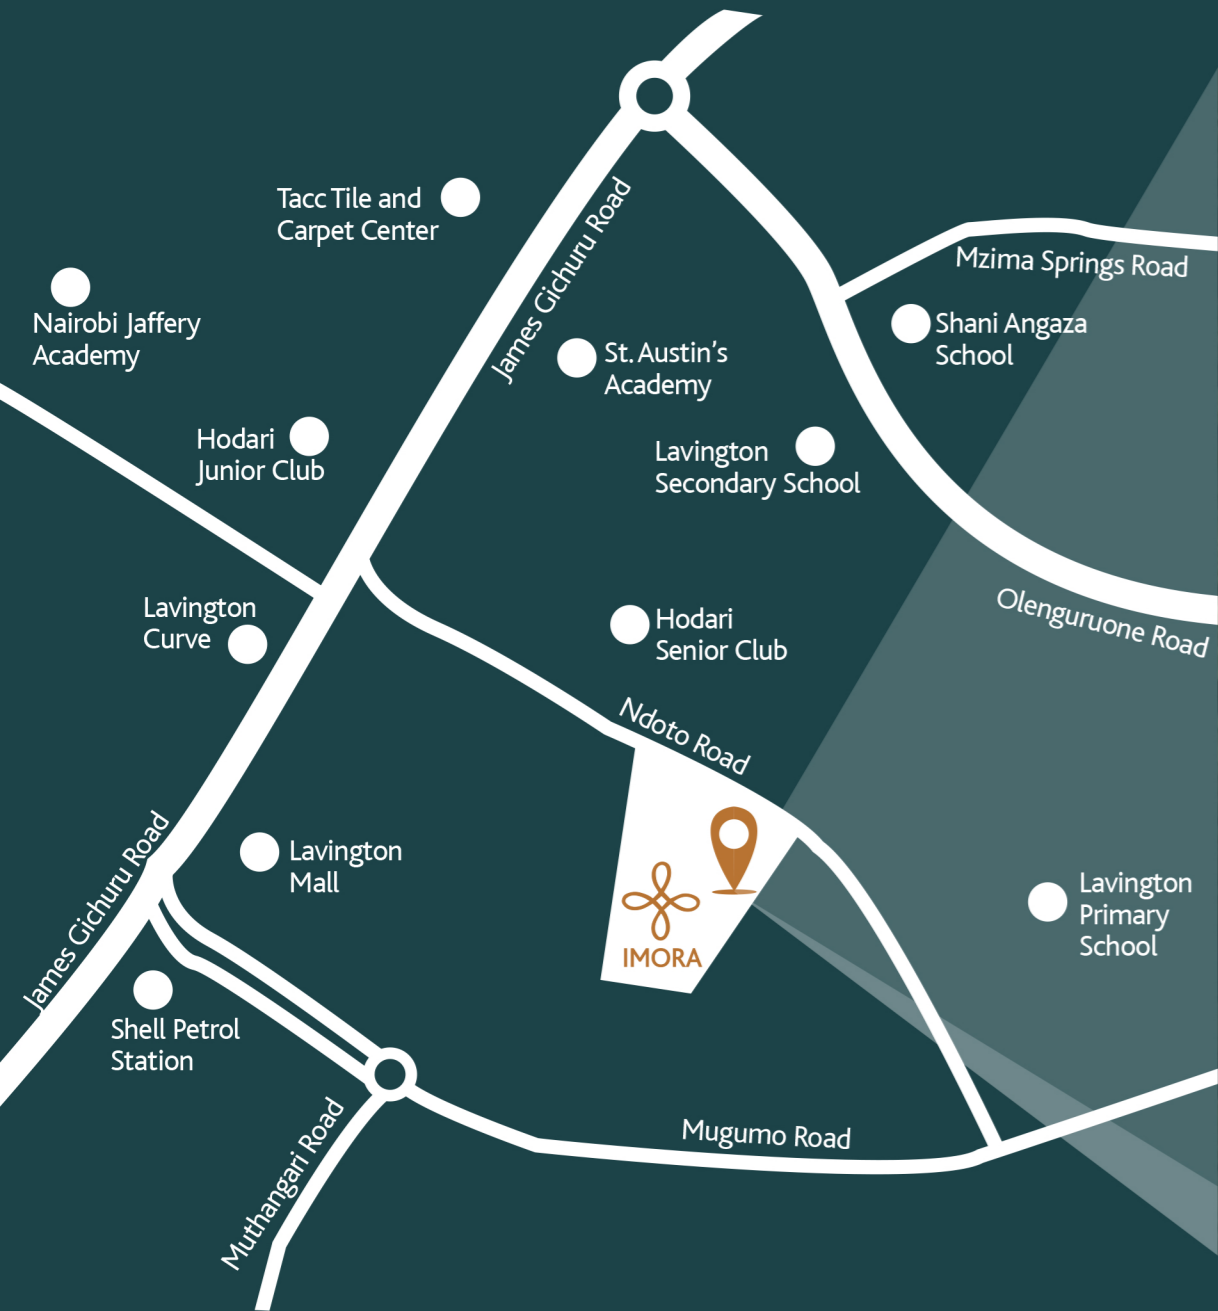 Tacc Tile and
Carpet Center
James Gichuru Road
Mzima Springs Road
Nairobi Jaffery
Academy
Shani Angaza
School
St. Austin's
Academy
Hodari
Junior Club
Lavington
Secondary School
Lavington
Curve
Hodari
Senior Club
Olenguruone Road
Ndoto Road
James Gichuru Road
Lavington
Mall
Lavington
Primary
School
IMORA
Shell Petrol
Station
Mugumo Road
Muthangari Road